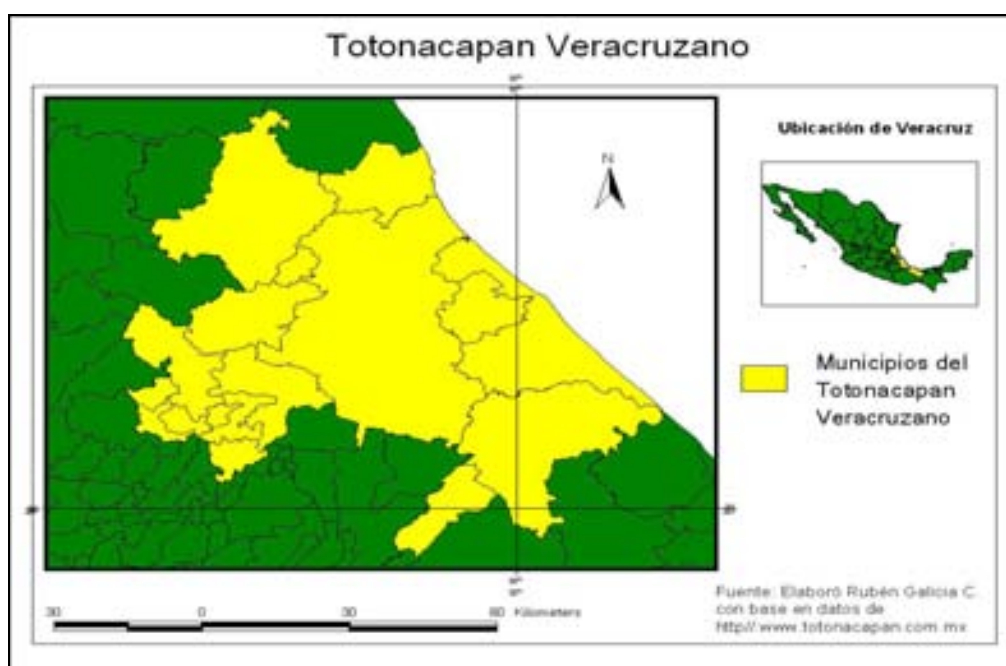 Totonacapan Veracruzano
Ubicación de Veracruz
N
Municipios del
Totonacapan
Veracruzano
30 0 30 60 Kilometers
Fuente: Elaboró Rubén Galicia C.
con base en datos de
http//www.totonacapan.com.mx